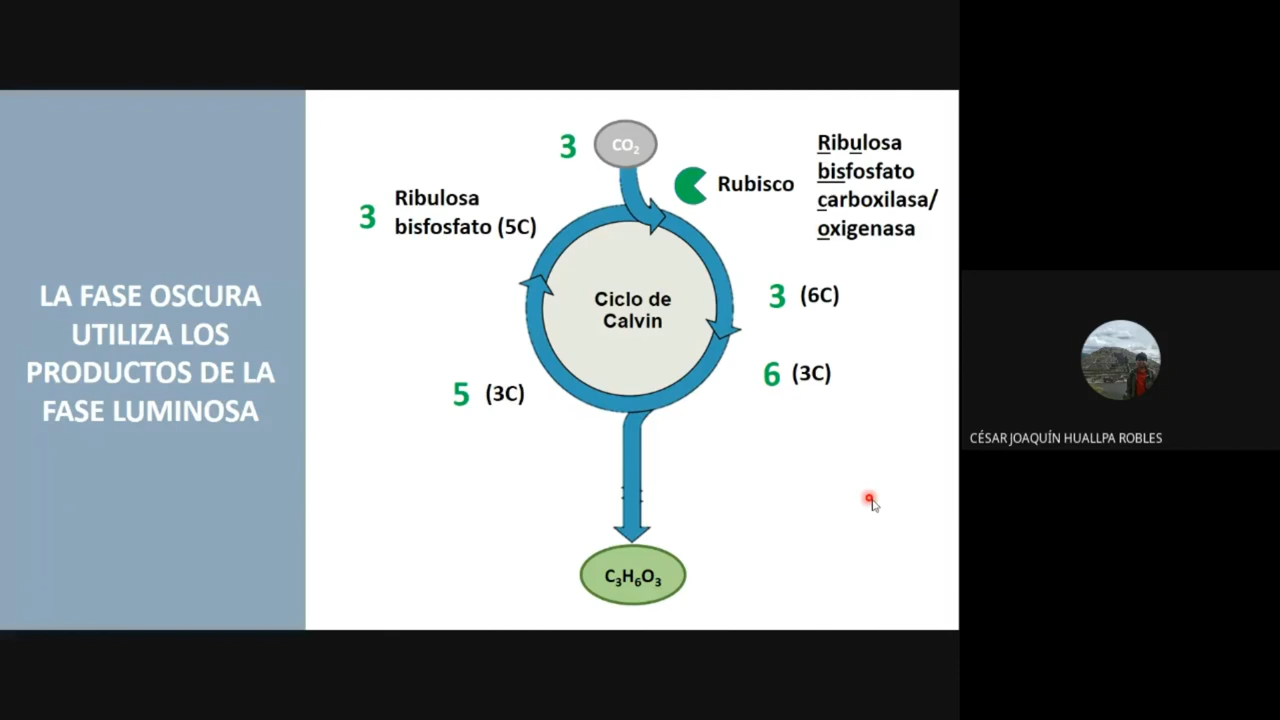 LA FASE OSCURA
UTILIZA LOS
PRODUCTOS DE LA
FASE LUMINOSA
3
CO₂
Rubisco
Ribulosa
bisfosfato
carboxilasa/
oxigenasa
3
Ribulosa
bisfosfato (5C)
Ciclo de
Calvin
3 (6C)
6 (3C)
5 (3C)
C₃H₆O₃
CÉSAR JOAQUÍN HUALLPA ROBLES